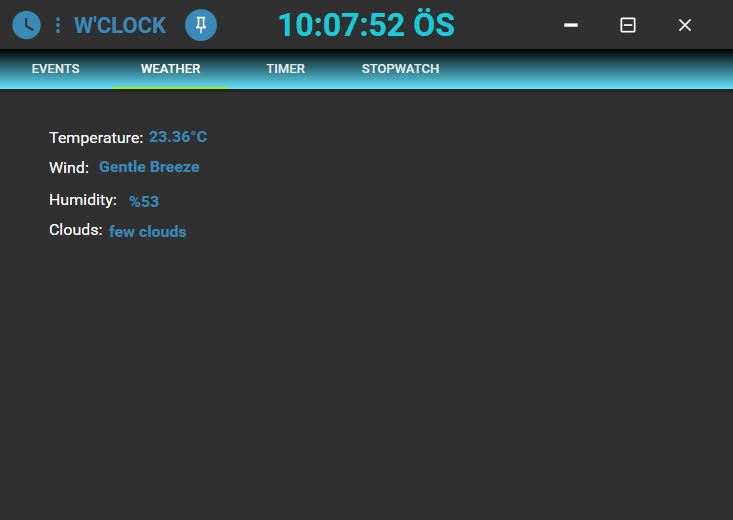 W'CLOCK 10:07:52 ÖS
EVENTS WEATHER TIMER STOPWATCH
Temperature: 23.36°C
Wind: Gentle Breeze
Humidity: %53
Clouds: few clouds